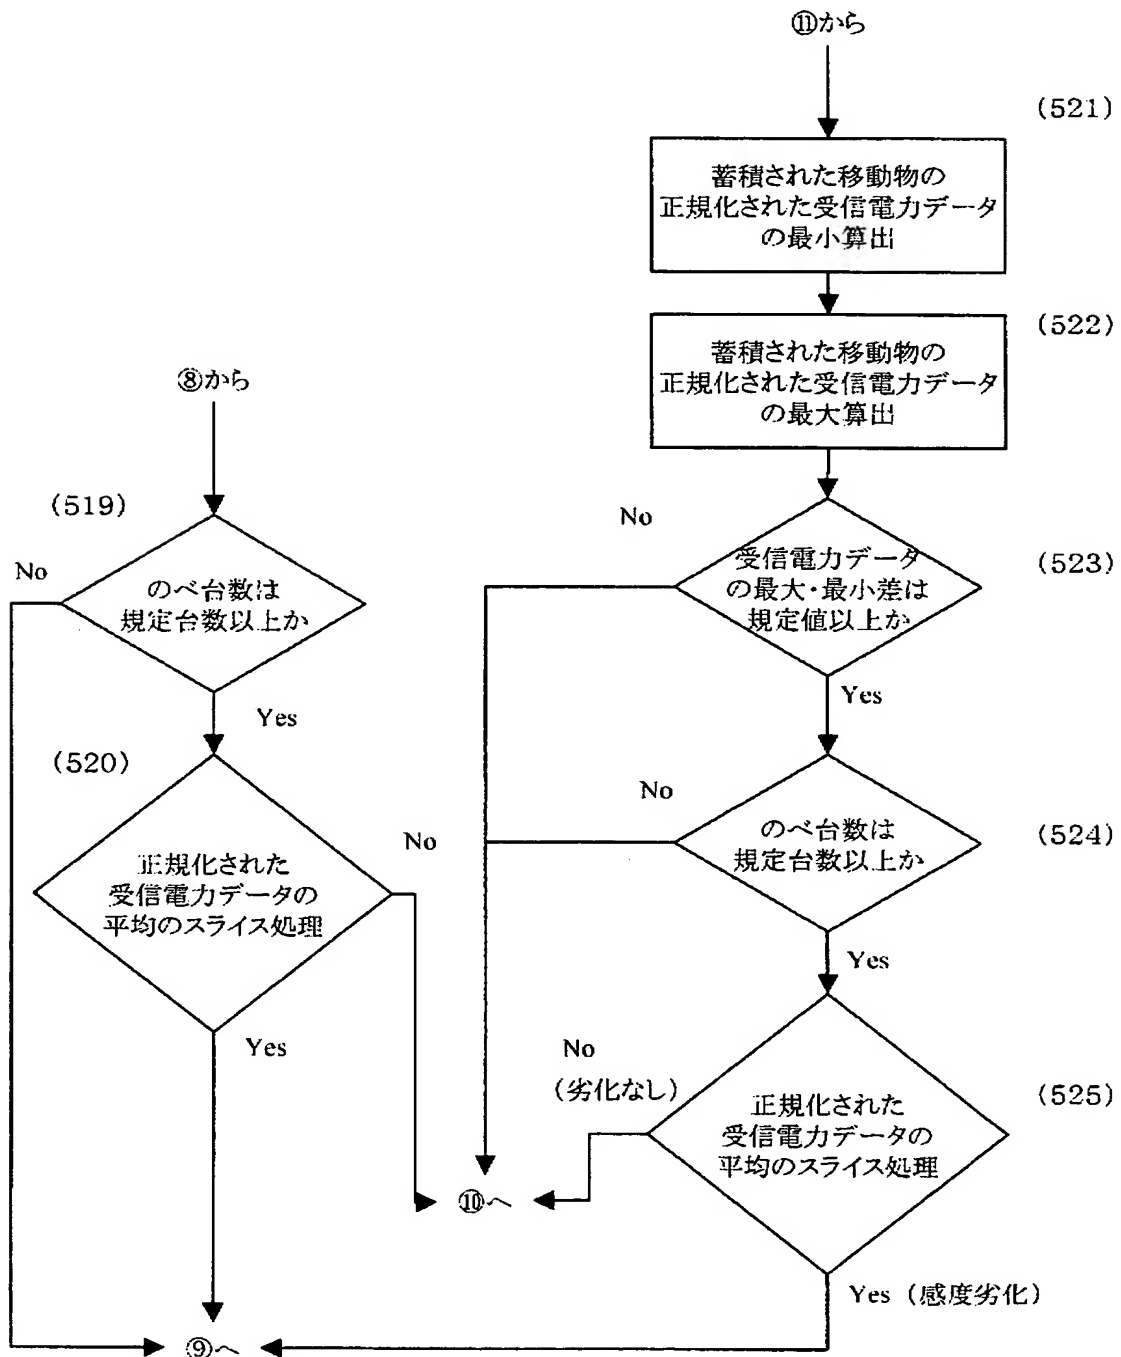 ⑪から
(521)
蓄積された移動物の
正規化された受信電力データ
の最小算出
(522)
蓄積された移動物の
正規化された受信電力データ
の最大算出
⑧から
(519)
No
のべ台数は
規定台数以上か
Yes
(520)
正規化された
受信電力データの
平均のスライス処理
No
Yes
No
受信電力データ
の最大・最小差は
規定値以上か
(523)
Yes
No
のべ台数は
規定台数以上か
(524)
Yes
No
(劣化なし)
正規化された
受信電力データの
平均のスライス処理
(525)
⑩へ
Yes (感度劣化)
⑨へ